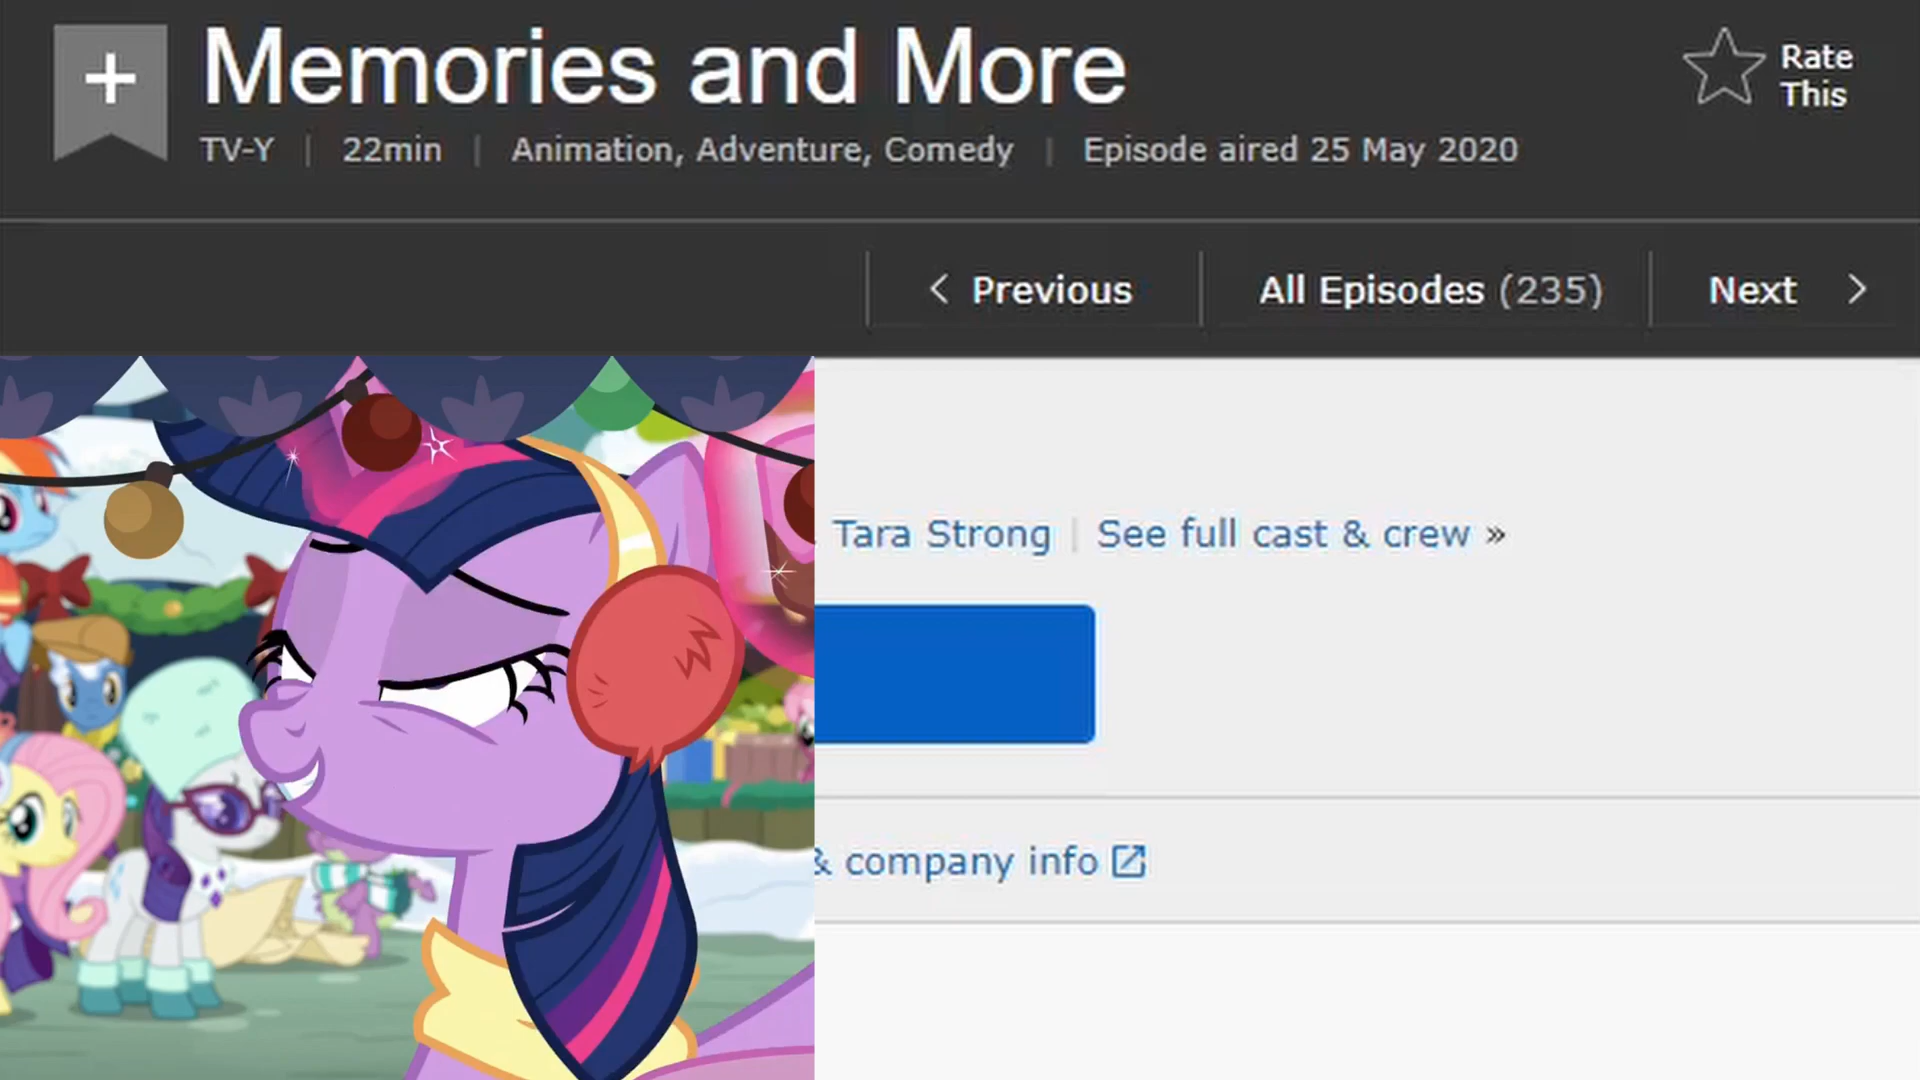 + Memories and More
Rate This
TV-Y | 22min | Animation, Adventure, Comedy | Episode aired 25 May 2020
Previous | All Episodes (235) | Next
Tara Strong | See full cast & crew »
& company info